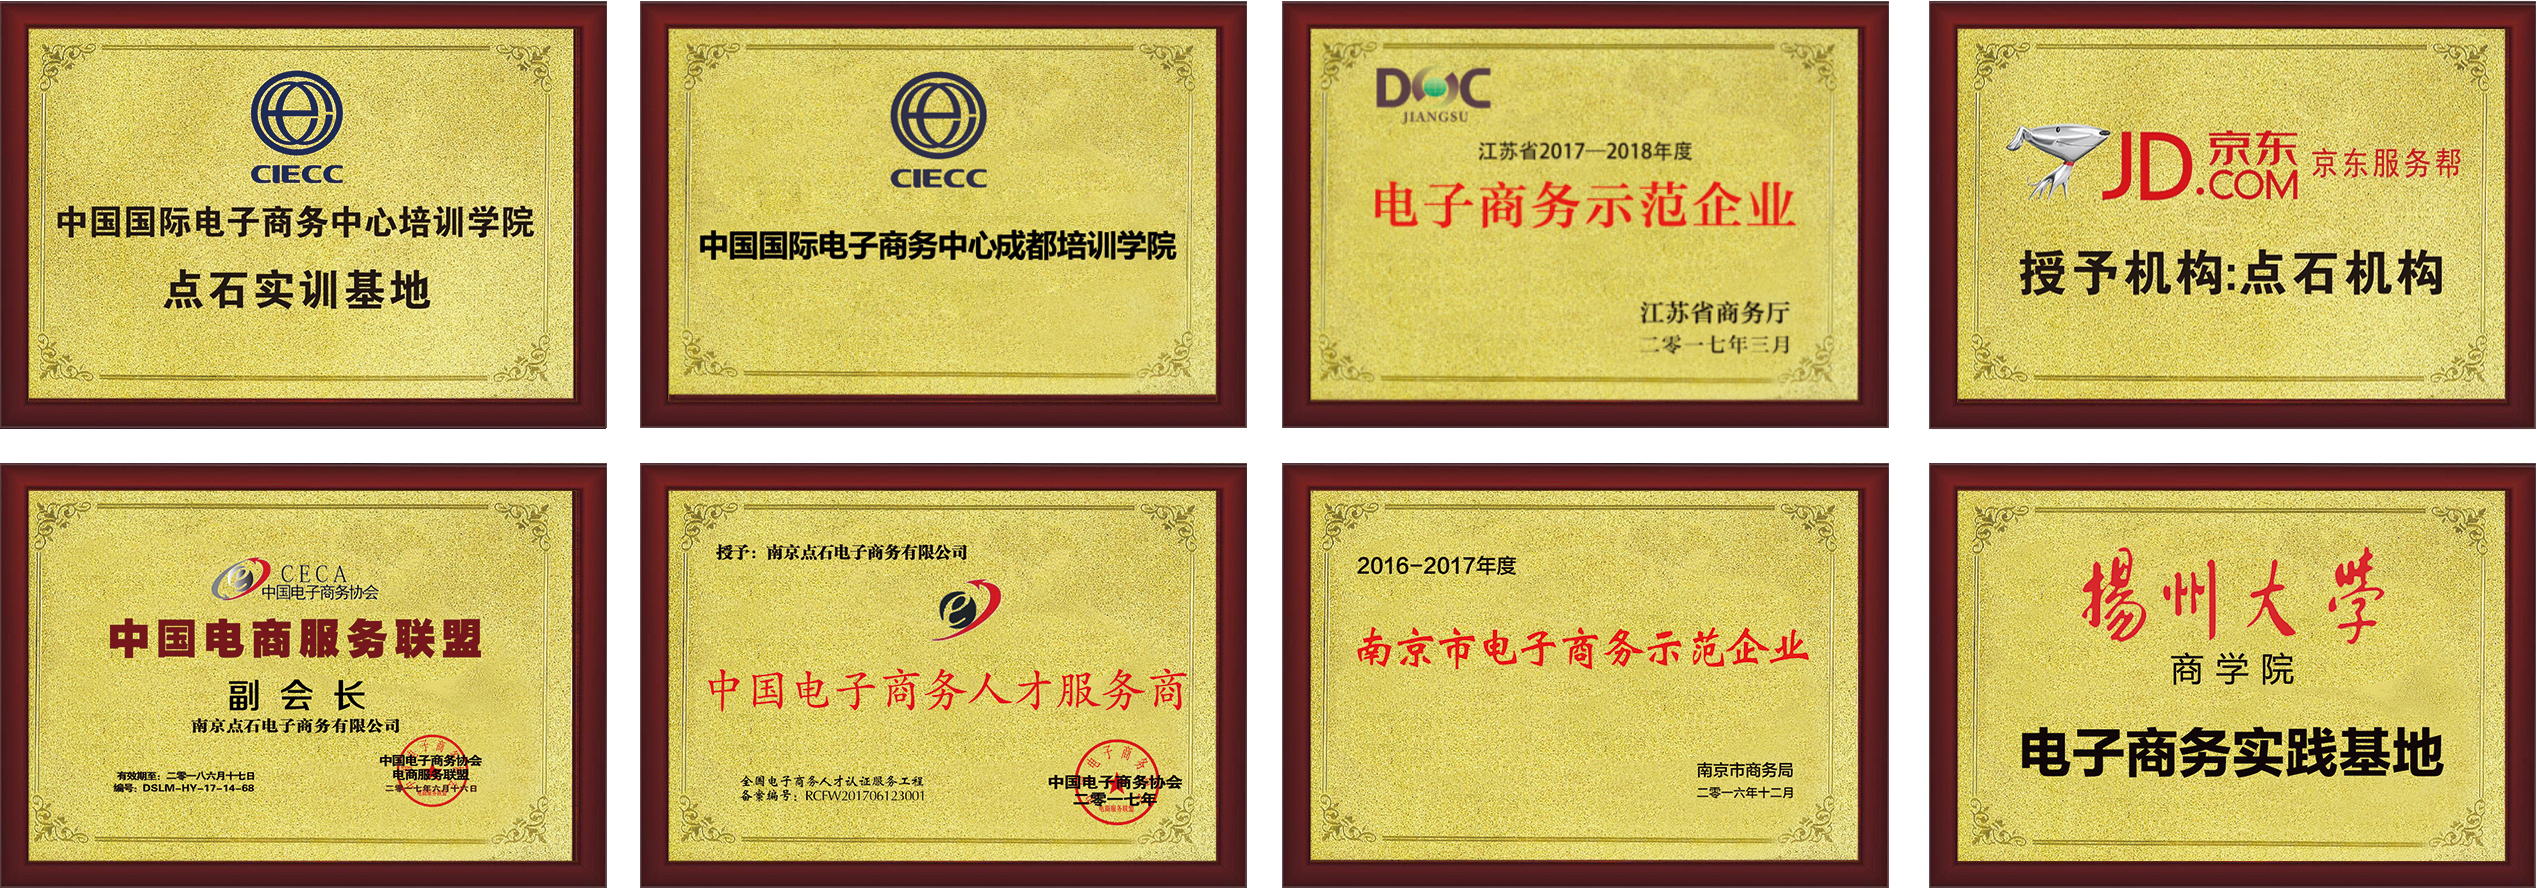 CIECC
中国国际电子商务中心培训学院
点石实训基地
CIECC
中国国际电子商务中心成都培训学院
DOC
JIANGSU
江苏省2017—2018年度
电子商务示范企业
江苏省商务厅
二零一七年三月
JD京东.COM 京东服务帮
授予机构:点石机构
CECA
中国电子商务协会
中国电商服务联盟
副会长
南京点石电子商务有限公司
有效期至：二零一八六月十七日
编号：DSLM-HY-17-14-68
中国电子商务协会
电商服务联盟
二零一七年六月十六日
授予：南京点石电子商务有限公司
中国电子商务人才服务商
全国电子商务人才认证服务工程
备案编号：RCFW201706123001
中国电子商务协会
二零一七年
电商服务联盟
2016-2017年度
南京市电子商务示范企业
南京市商务局
二零一六年十二月
揚州大学
商学院
电子商务实践基地